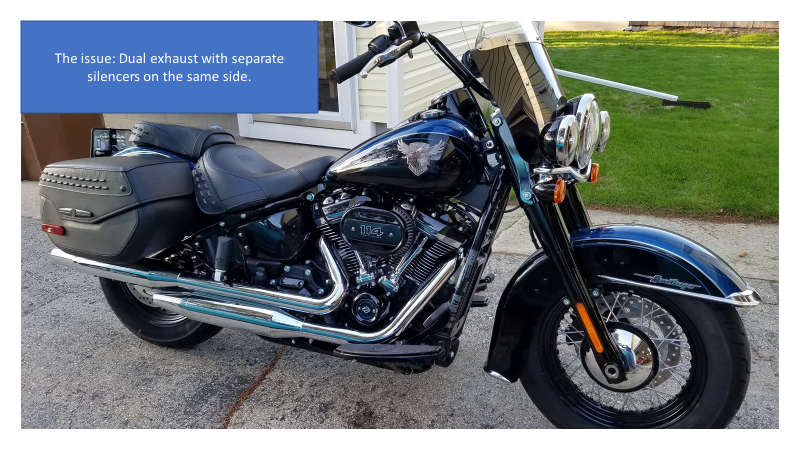 The issue: Dual exhaust with separate
silencers on the same side.
114
Heritage